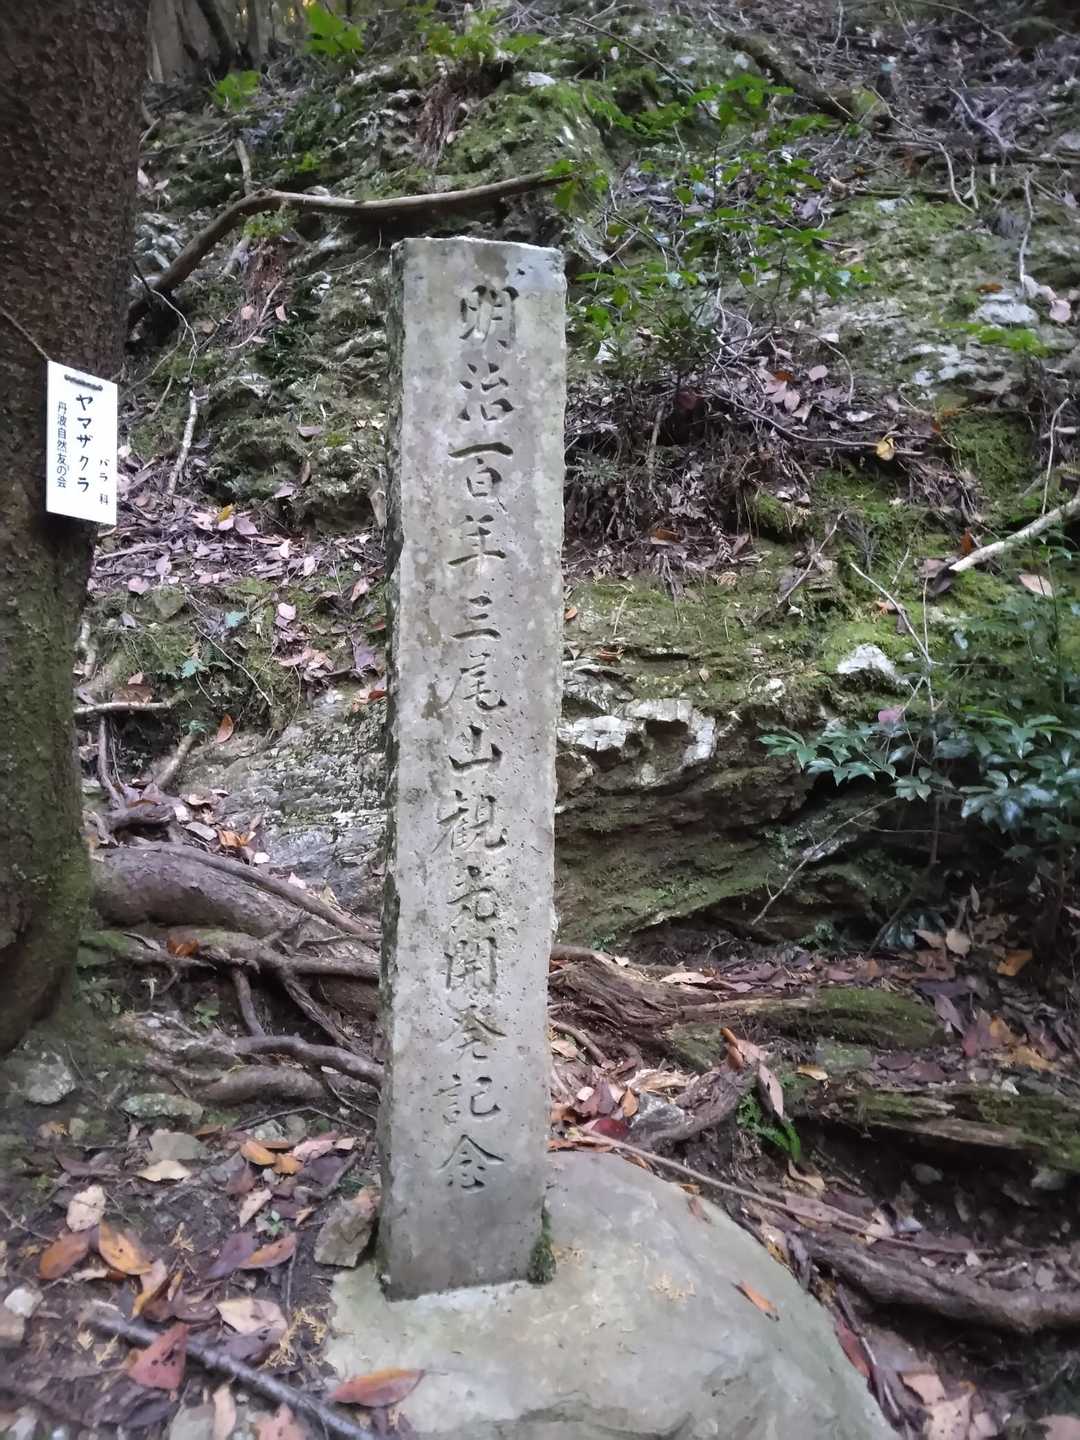 明治百年三尾山観光開発記念
ヤマザクラ
バラ科
丹波自然友の会